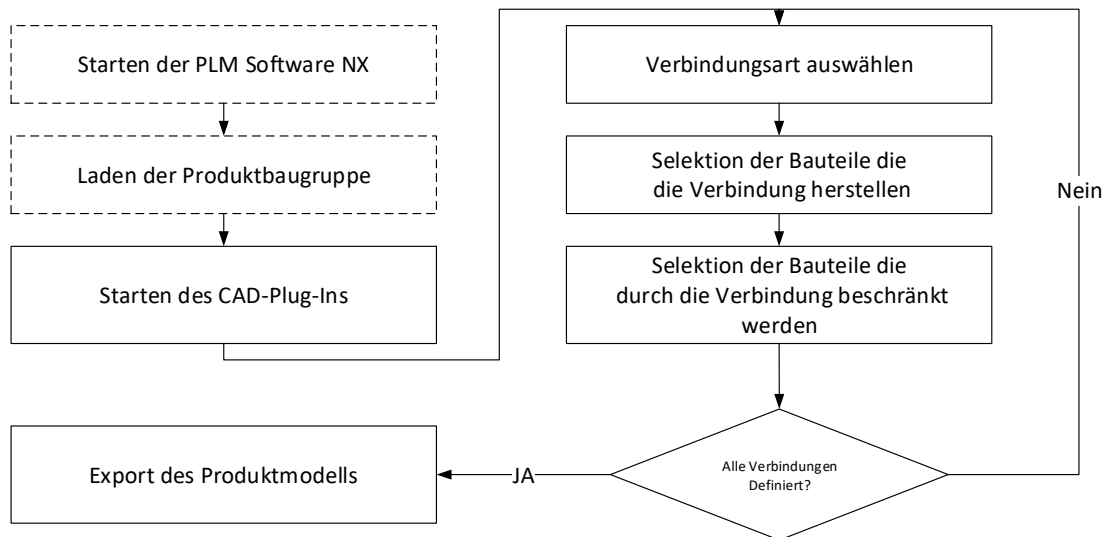 Starten der PLM Software NX
Laden der Produktbaugruppe
Starten des CAD-Plug-Ins
Verbindungsart auswählen
Selektion der Bauteile die
die Verbindung herstellen
Selektion der Bauteile die
durch die Verbindung beschränkt
werden
Nein
Alle Verbindungen
Definiert?
JA
Export des Produktmodells